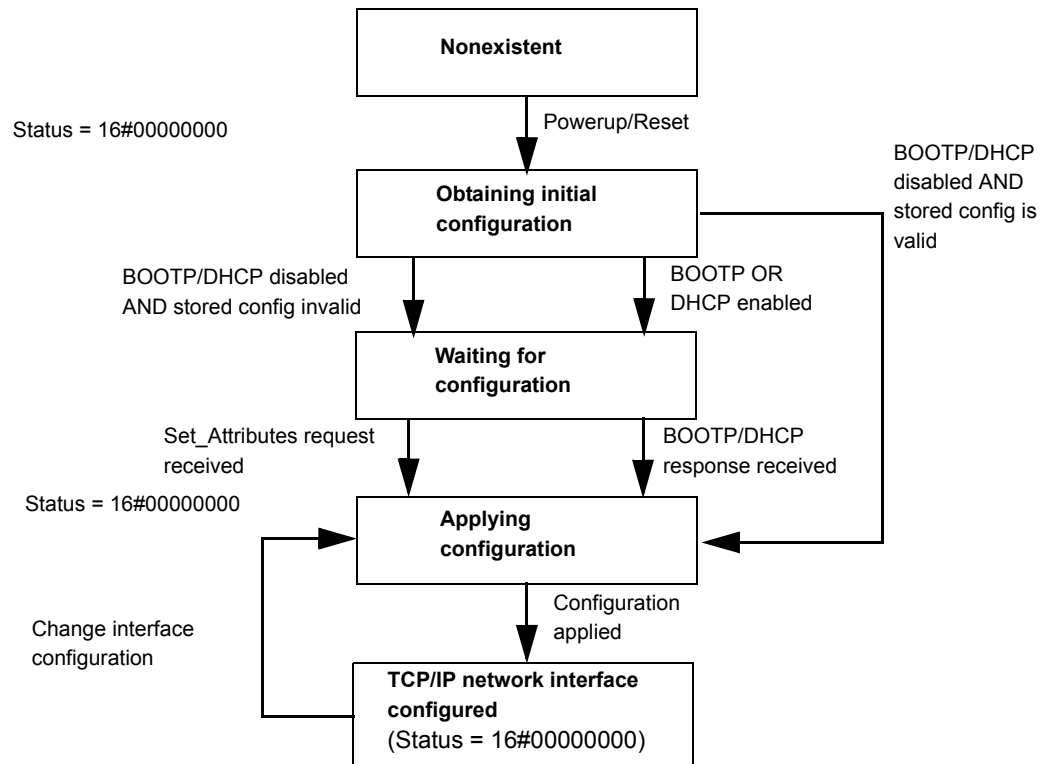 Nonexistent
Powerup/Reset
Status = 16#00000000
BOOTP/DHCP
disabled AND
stored config is
valid
Obtaining initial
configuration
BOOTP/DHCP disabled
AND stored config invalid
BOOTP OR
DHCP enabled
Waiting for
configuration
Set_Attributes request
received
BOOTP/DHCP
response received
Status = 16#00000000
Applying
configuration
Configuration
applied
Change interface
configuration
TCP/IP network interface
configured
(Status = 16#00000000)